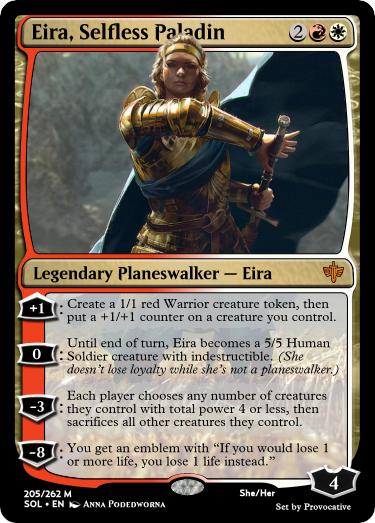 Eira, Selfless Paladin 2
Legendary Planeswalker — Eira
+1: Create a 1/1 red Warrior creature token, then
put a +1/+1 counter on a creature you control.
0: Until end of turn, Eira becomes a 5/5 Human
Soldier creature with indestructible. (She
doesn't lose loyalty while she's not a planeswalker.)
-3: Each player chooses any number of creatures
they control with total power 4 or less, then
sacrifices all other creatures they control.
-8: You get an emblem with “If you would lose 1
or more life, you lose 1 life instead.”
4
205/262 M
SOL • EN Anna Podedworna
She/Her
Set by Provocative